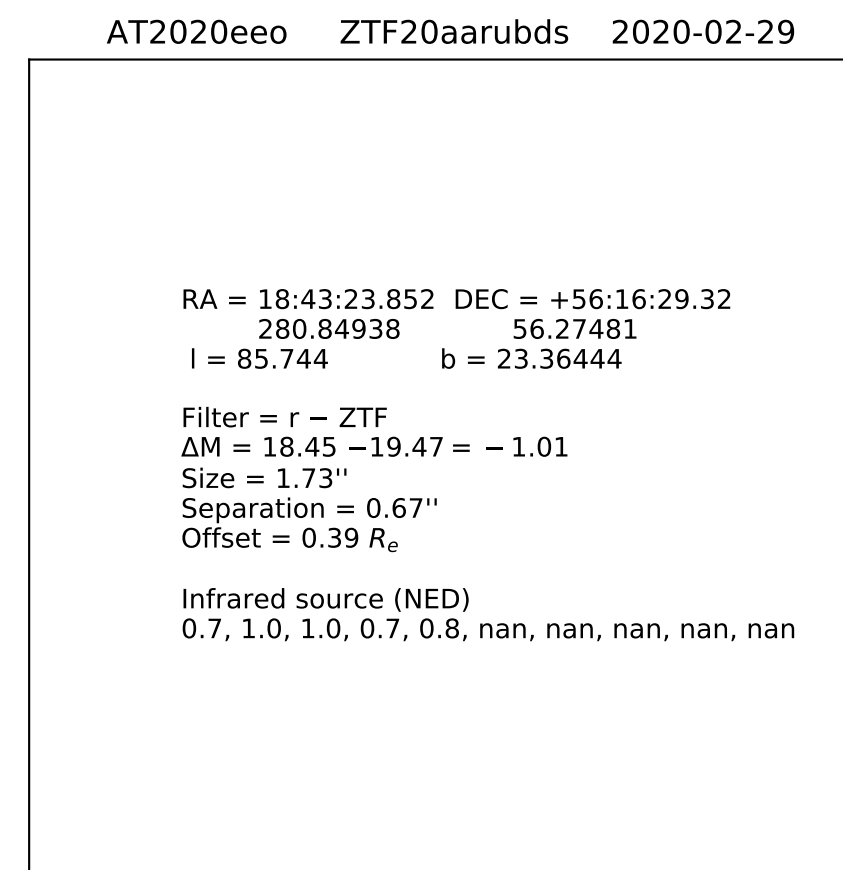 AT2020eeo ZTF20aarubds 2020-02-29
RA = 18:43:23.852 DEC = +56:16:29.32
280.84938 56.27481
l = 85.744 b = 23.36444
Filter = r − ZTF
ΔM = 18.45 −19.47 = − 1.01
Size = 1.73''
Separation = 0.67''
Offset = 0.39 Re
Infrared source (NED)
0.7, 1.0, 1.0, 0.7, 0.8, nan, nan, nan, nan, nan